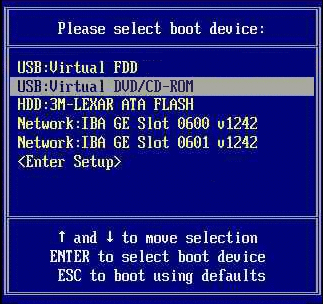 Please select boot device:
USB:Virtual FDD
USB:Virtual DVD/CD-ROM
HDD:3M-LEXAR ATA FLASH
Network:IBA GE Slot 0600 v1242
Network:IBA GE Slot 0601 v1242
<Enter Setup>
↑ and ↓ to move selection
ENTER to select boot device
ESC to boot using defaults